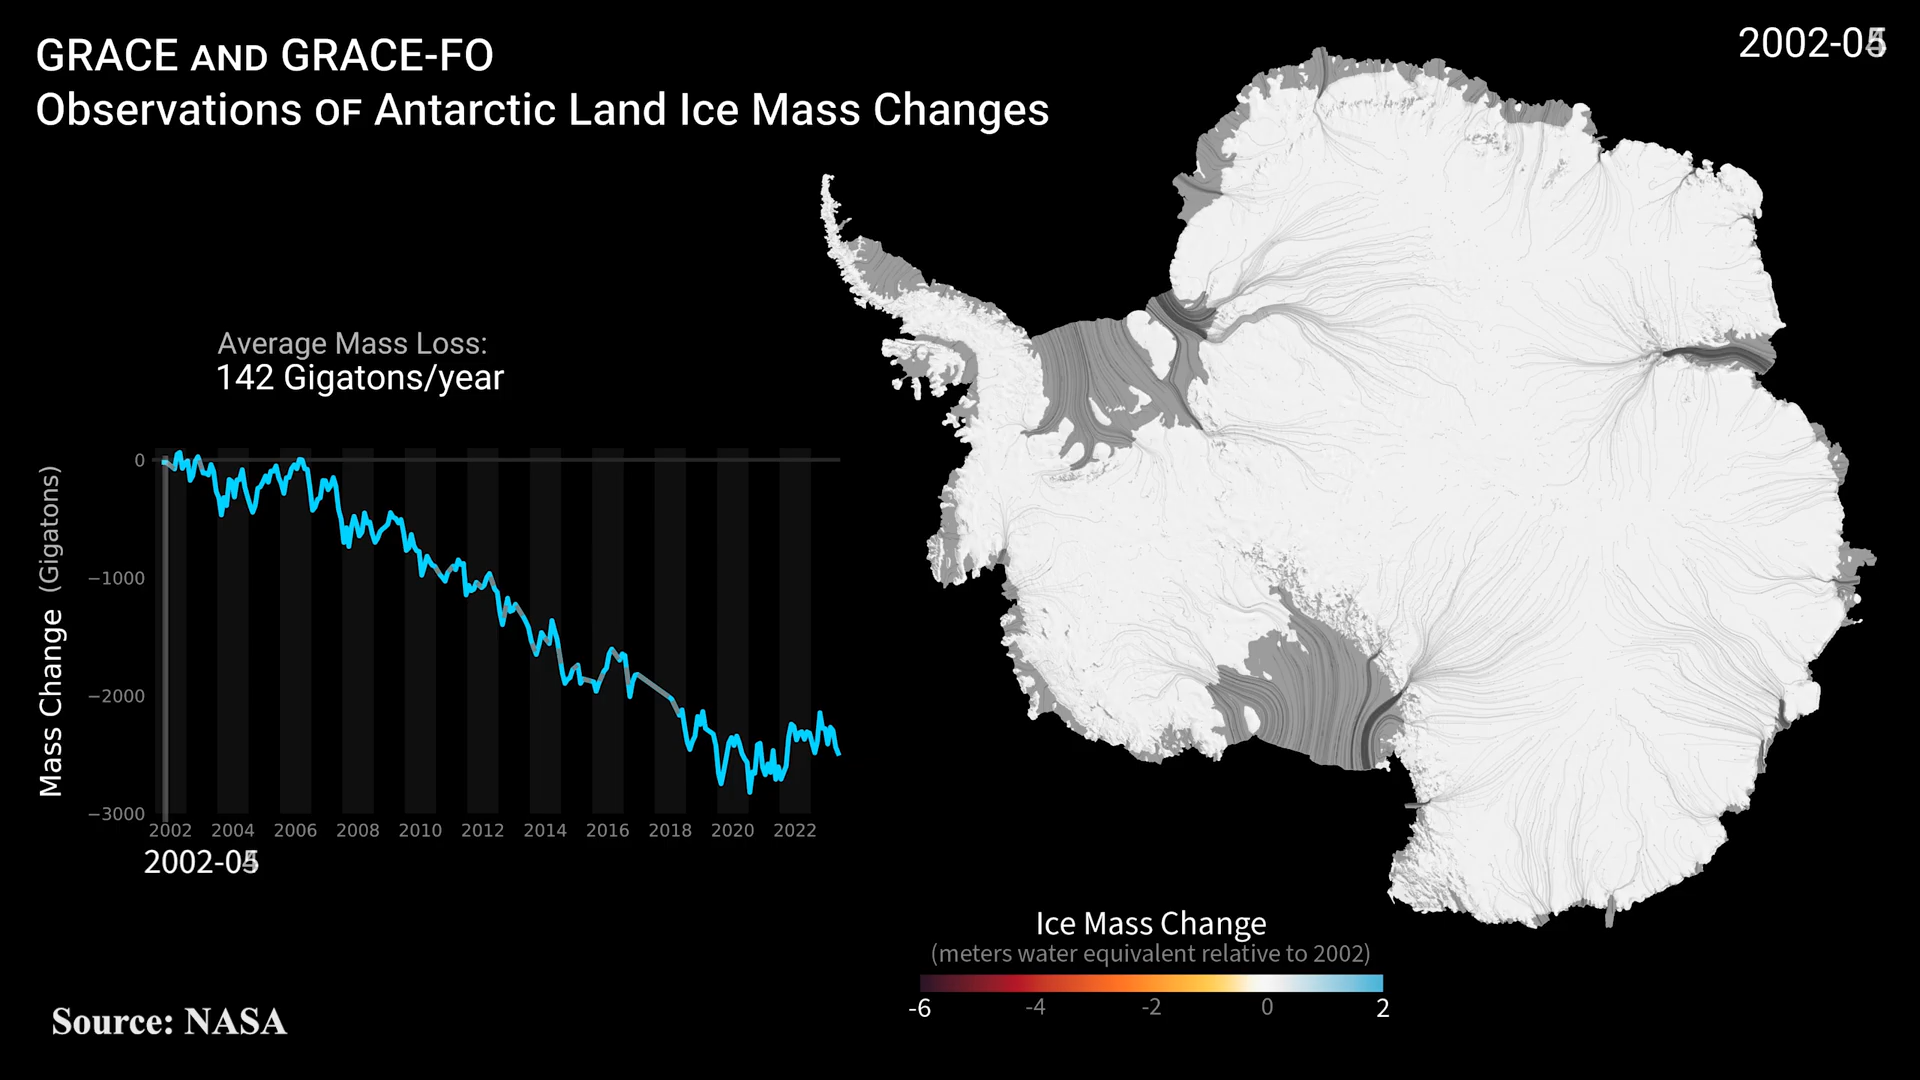 GRACE AND GRACE-FO
Observations OF Antarctic Land Ice Mass Changes
Average Mass Loss:
142 Gigatons/year
Mass Change (Gigatons)
0
−1000
−2000
−3000
2002 2004 2006 2008 2010 2012 2014 2016 2018 2020 2022
Ice Mass Change
(meters water equivalent relative to 2002)
-6 -4 -2 0 2
Source: NASA